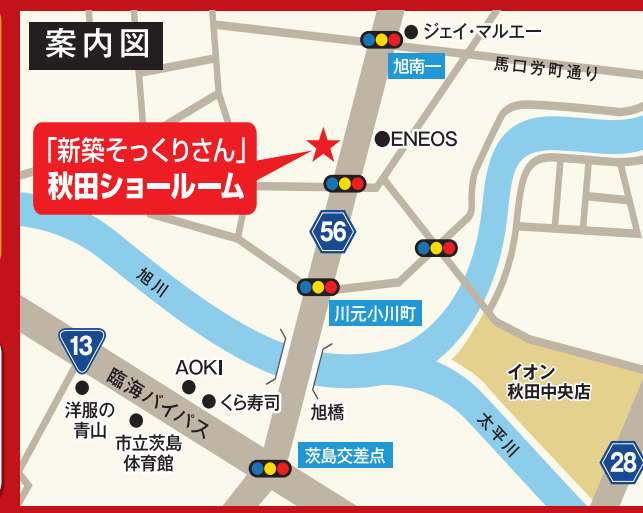 案内図
ジェイ・マルエー
旭南一
馬口労町通り
ENEOS
「新築そっくりさん」
秋田ショールーム
56
川元小川町
旭川
13
臨海バイパス
AOKI
くら寿司
洋服の
青山
市立茨島
体育館
旭橋
茨島交差点
イオン
秋田中央店
太平川
28